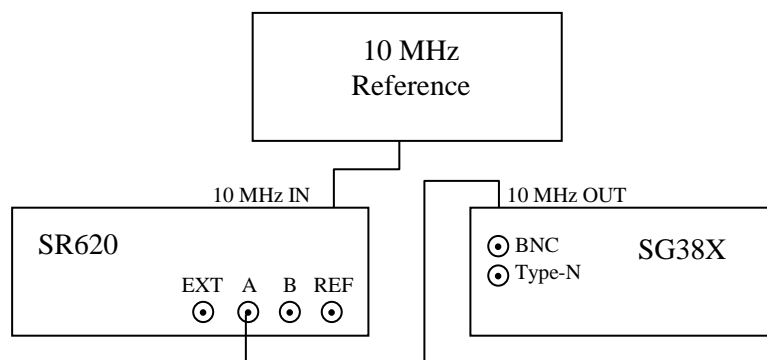 10 MHz
Reference
10 MHz IN
10 MHz OUT
SR620
EXT A B REF
BNC
Type-N
SG38X